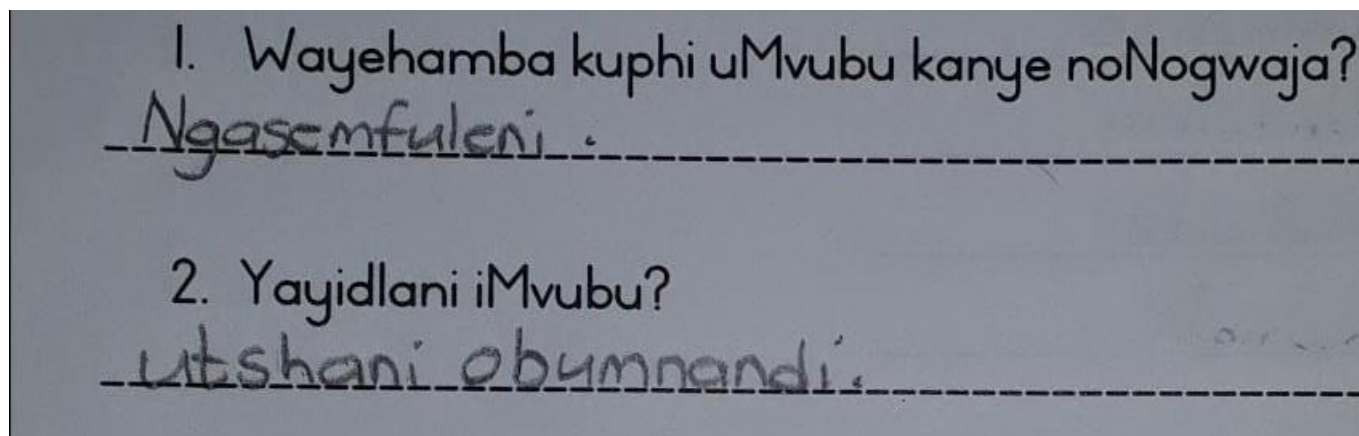 1. Wayehamba kuphi uMvubu kanye noNogwaja?
Ngasemfuleni.
2. Yayidlani iMvubu?
utshani obumnandi.